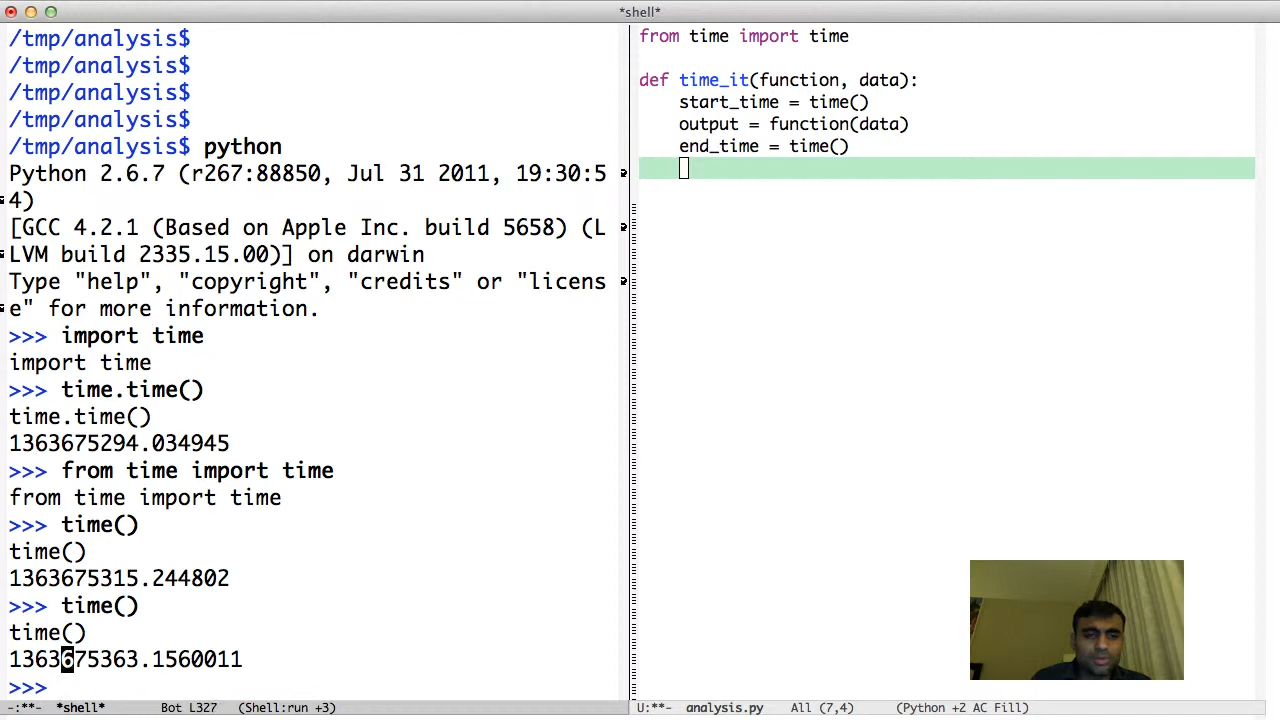 *shell*
/tmp/analysis$
/tmp/analysis$
/tmp/analysis$
/tmp/analysis$
/tmp/analysis$ python
Python 2.6.7 (r267:88850, Jul 31 2011, 19:30:5
4)
[GCC 4.2.1 (Based on Apple Inc. build 5658) (L
LVM build 2335.15.00)] on darwin
Type "help", "copyright", "credits" or "licens
e" for more information.
>>> import time
import time
>>> time.time()
time.time()
1363675294.034945
>>> from time import time
from time import time
>>> time()
time()
1363675315.244802
>>> time()
time()
1363675363.1560011
>>>
-:**- *shell* Bot L327 (Shell:run +3)
from time import time
def time_it(function, data):
start_time = time()
output = function(data)
end_time = time()
U:**- analysis.py All (7,4) (Python +2 AC Fill)